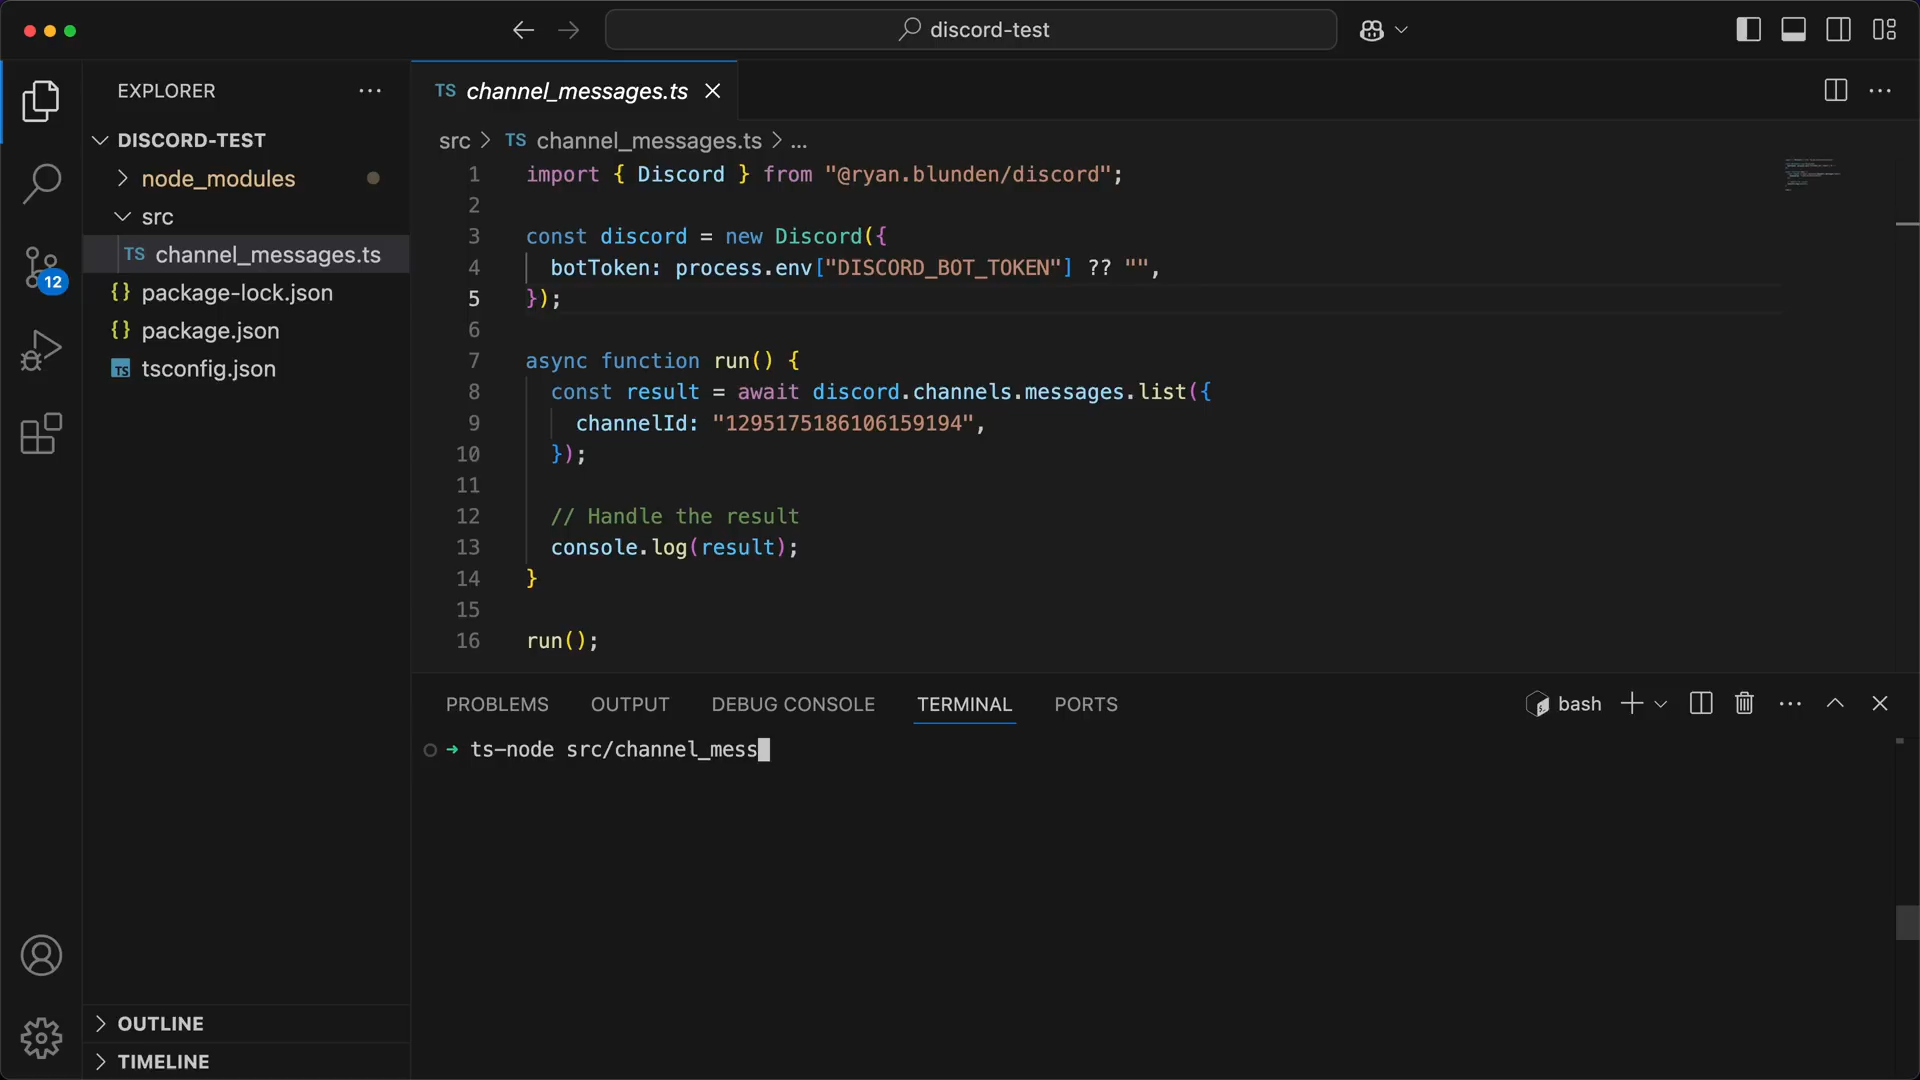 discord-test
EXPLORER
DISCORD-TEST
node_modules
src
TS channel_messages.ts
{} package-lock.json
{} package.json
TS tsconfig.json
12
OUTLINE
TIMELINE
TS channel_messages.ts
src > TS channel_messages.ts > ...
1 import { Discord } from "@ryan.blunden/discord";
2
3 const discord = new Discord({
4 botToken: process.env["DISCORD_BOT_TOKEN"] ?? "",
5 });
6
7 async function run() {
8 const result = await discord.channels.messages.list({
9 channelId: "1295175186106159194",
10 });
11
12 // Handle the result
13 console.log(result);
14 }
15
16 run();
PROBLEMS OUTPUT DEBUG CONSOLE TERMINAL PORTS
bash
➜ ts-node src/channel_mess